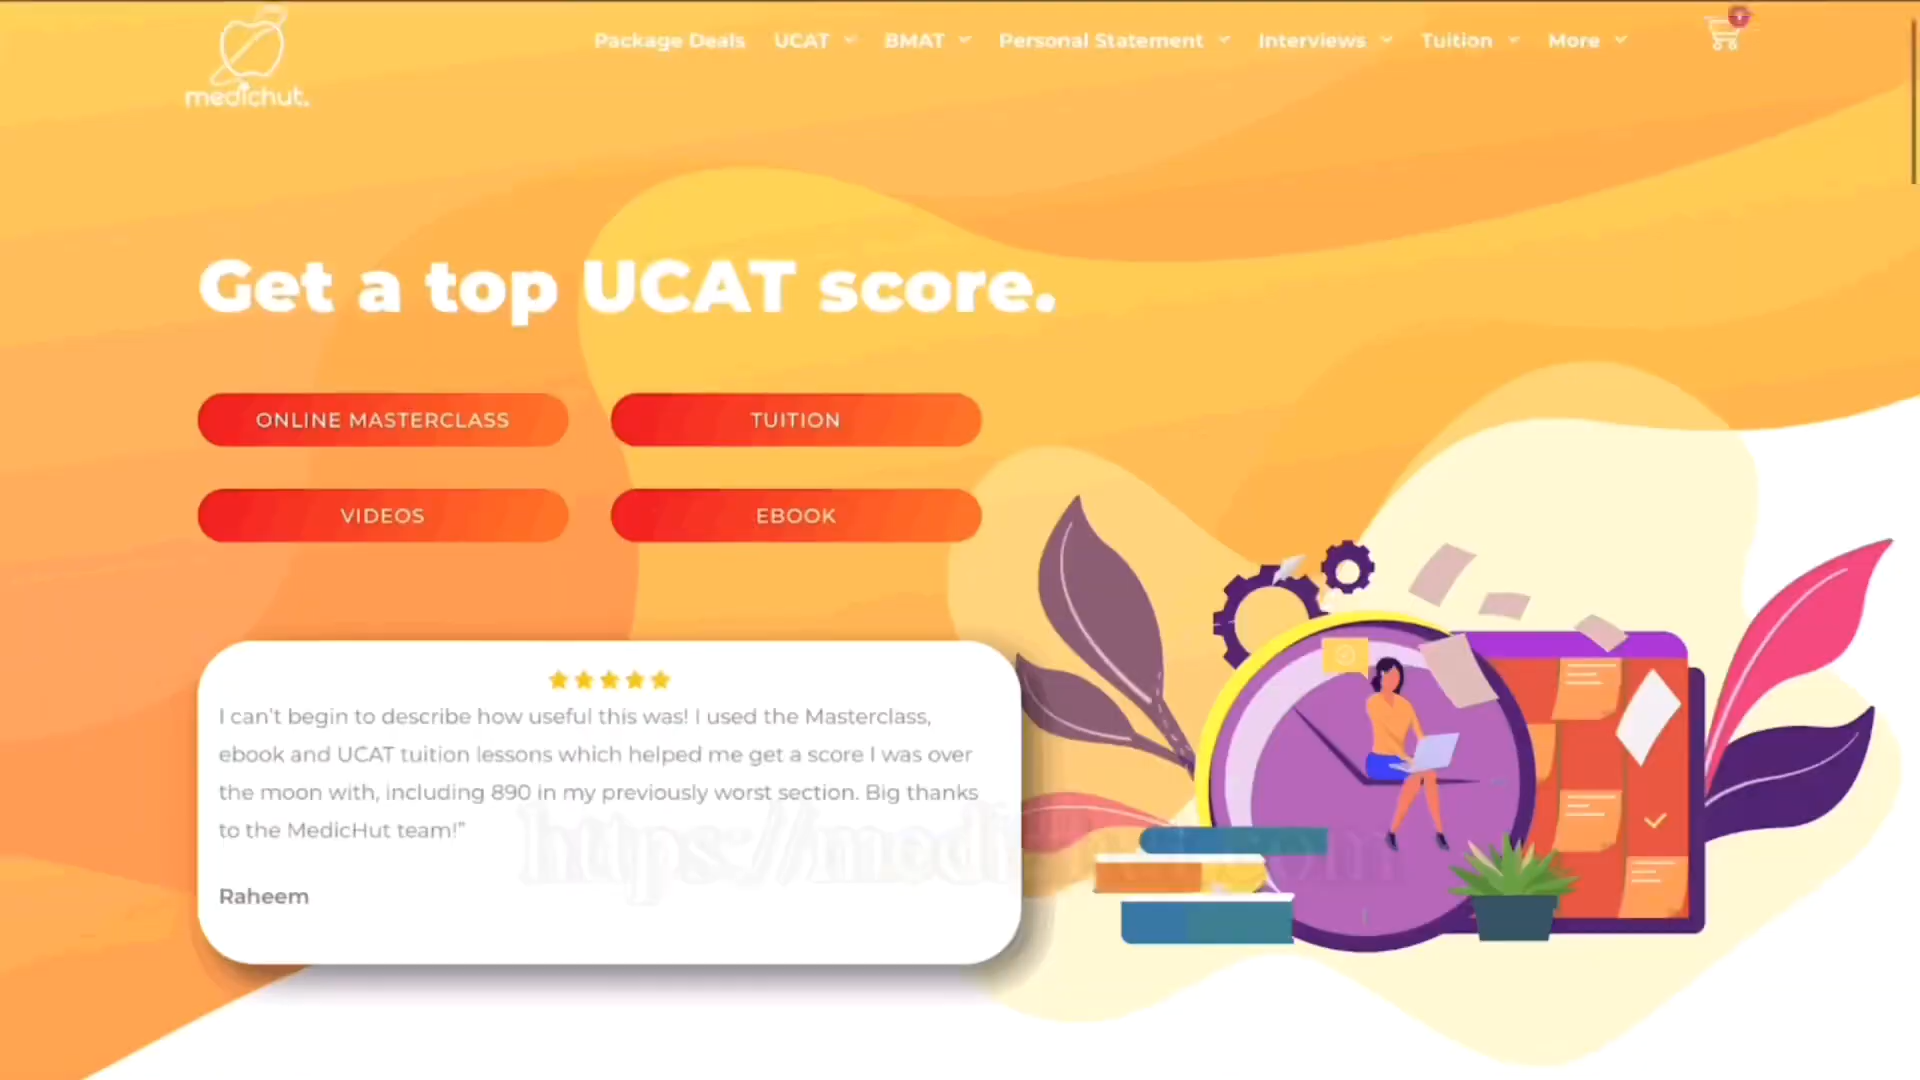 medichut.
Package Deals UCAT BMAT Personal Statement Interviews Tuition More
Get a top UCAT score.
ONLINE MASTERCLASS TUITION
VIDEOS EBOOK
I can't begin to describe how useful this was! I used the Masterclass,
ebook and UCAT tuition lessons which helped me get a score I was over
the moon with, including 890 in my previously worst section. Big thanks
to the MedicHut team!”
Raheem